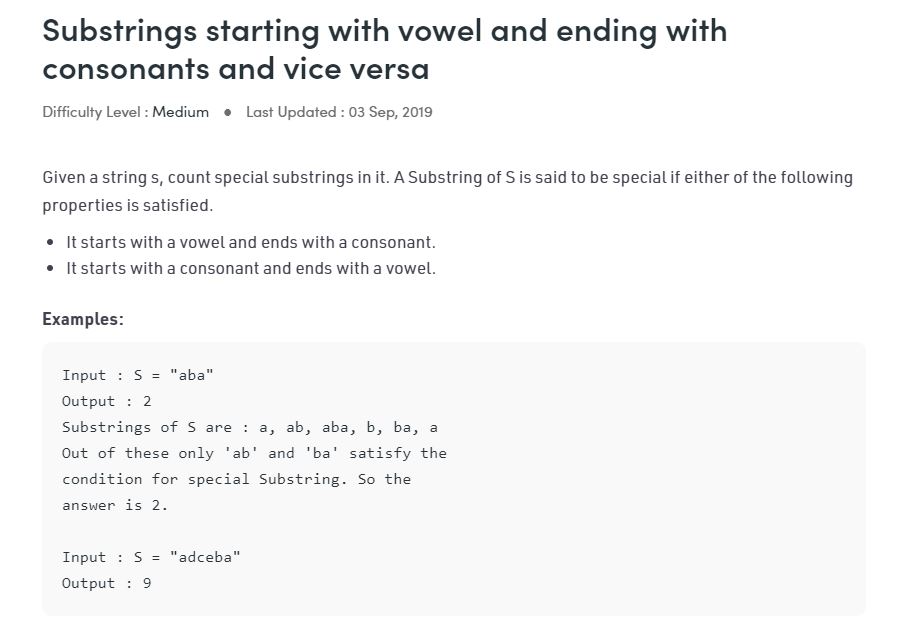 Substrings starting with vowel and ending with
consonants and vice versa
Difficulty Level : Medium ● Last Updated : 03 Sep, 2019
Given a string s, count special substrings in it. A Substring of S is said to be special if either of the following
properties is satisfied.
• It starts with a vowel and ends with a consonant.
• It starts with a consonant and ends with a vowel.
Examples:
Input : S = "aba"
Output : 2
Substrings of S are : a, ab, aba, b, ba, a
Out of these only 'ab' and 'ba' satisfy the
condition for special Substring. So the
answer is 2.
Input : S = "adceba"
Output : 9